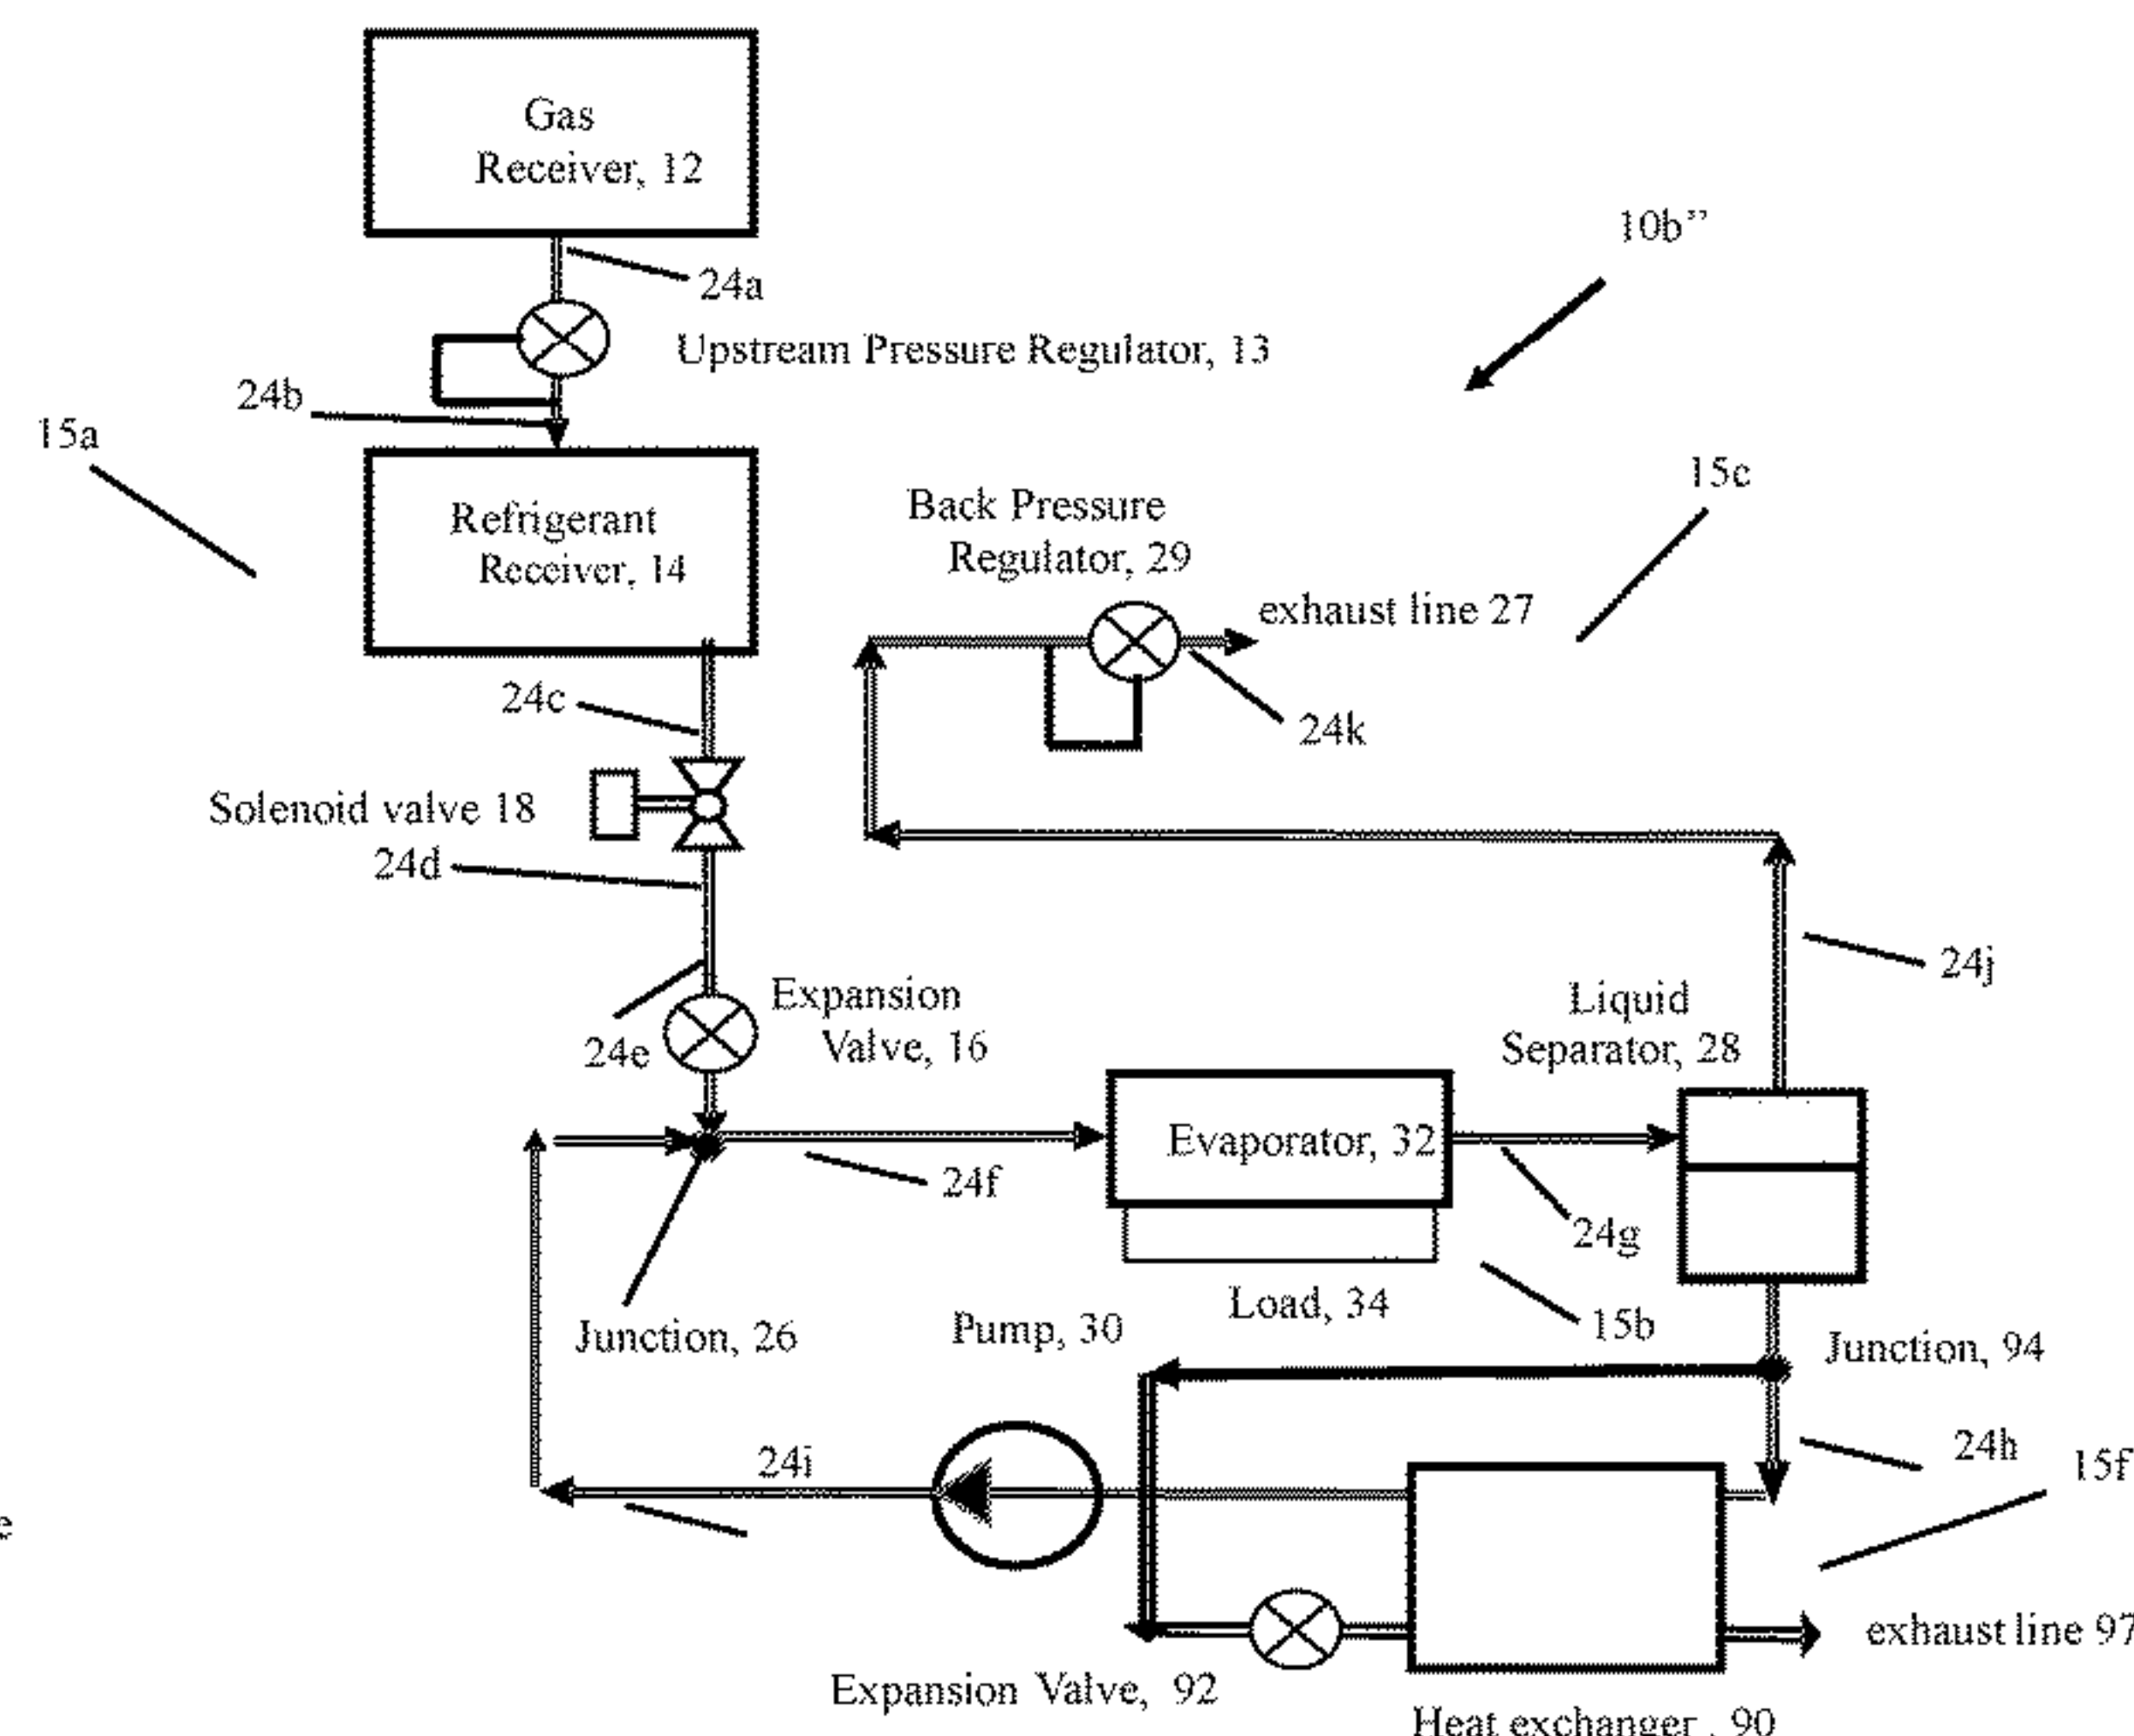 Gas
Receiver, 12
10b”
24a
Upstream Pressure Regulator, 13
24b
15a
15c
Back Pressure
Regulator, 29
Refrigerant
Receiver, 14
exhaust line 27
24c
24k
Solenoid valve 18
24d
24j
Expansion
Valve, 16
Liquid
Separator, 28
24e
Evaporator, 32
24f
24g
Load, 34
15b
Pump, 30
Junction, 26
Junction, 94
24i
24h
15f
e
exhaust line 97
Expansion Valve, 92
Heat exchanger , 90